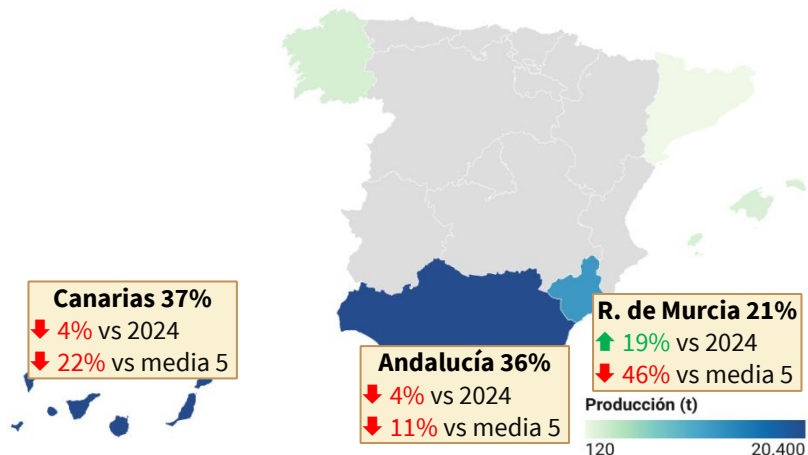 Canarias 37%
4% vs 2024
22% vs media 5
Andalucía 36%
4% vs 2024
11% vs media 5
R. de Murcia 21%
19% vs 2024
46% vs media 5
Producción (t)
120 20.400